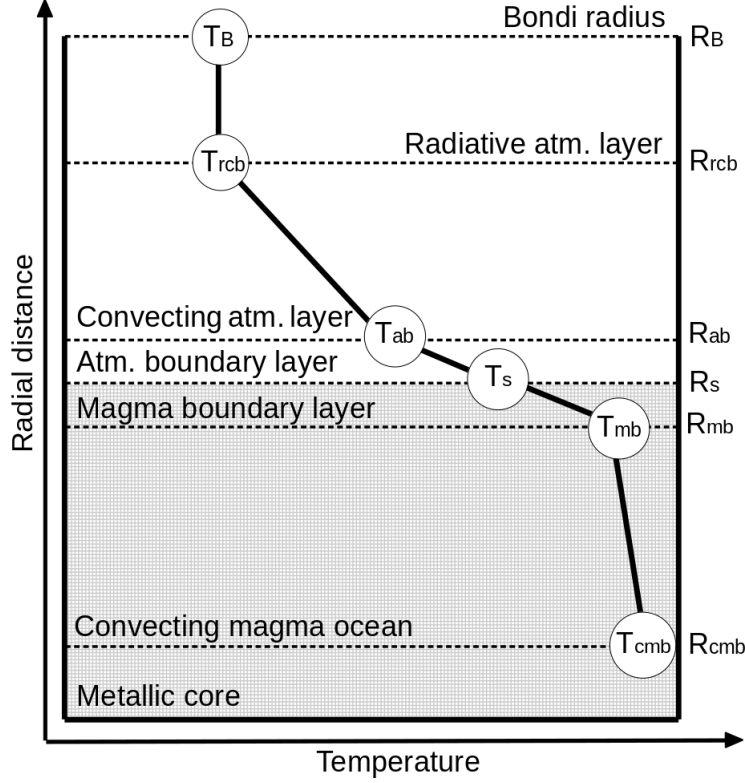 Bondi radius
TB
RB
Radiative atm. layer
Trcb
Rrcb
Convecting atm. layer
Tab
Rab
Atm. boundary layer
Ts
Rs
Magma boundary layer
Tmb
Rmb
Convecting magma ocean
Tcmb
Rcmb
Metallic core
Radial distance
Temperature